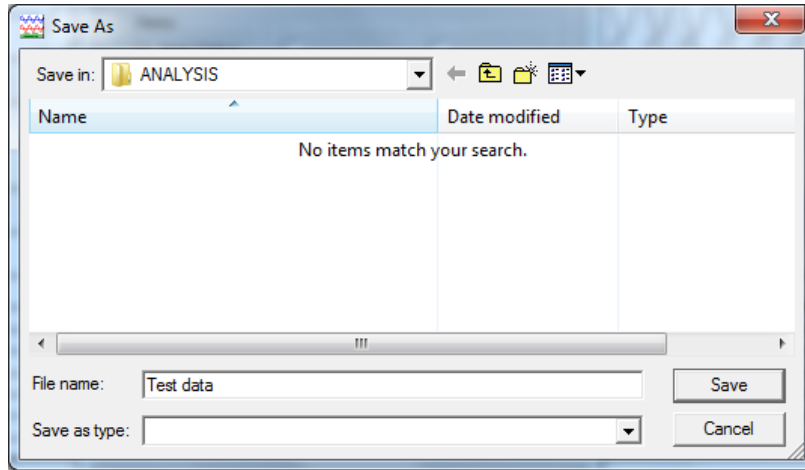 Save As
Save in: ANALYSIS
Name Date modified Type
No items match your search.
File name: Test data Save
Save as type: Cancel